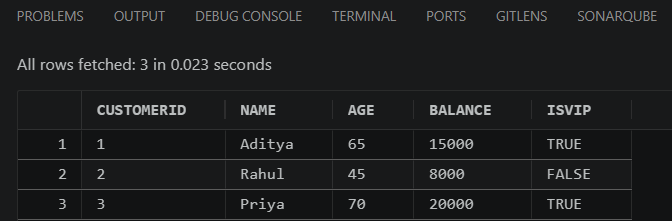 PROBLEMS OUTPUT DEBUG CONSOLE TERMINAL PORTS GITLENS SONARQUBE
All rows fetched: 3 in 0.023 seconds
CUSTOMERID NAME AGE BALANCE ISVIP
1 1 Aditya 65 15000 TRUE
2 2 Rahul 45 8000 FALSE
3 3 Priya 70 20000 TRUE